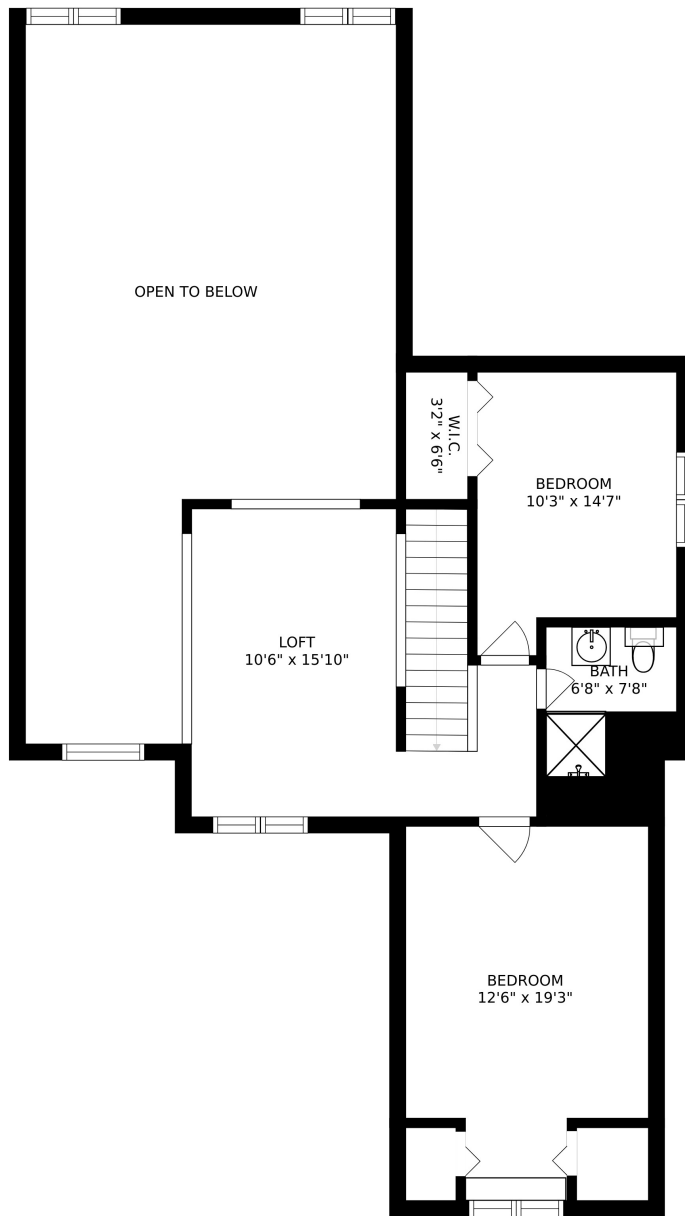 OPEN TO BELOW
W.I.C.
3'2" x 6'6"
BEDROOM
10'3" x 14'7"
LOFT
10'6" x 15'10"
BATH
6'8" x 7'8"
BEDROOM
12'6" x 19'3"